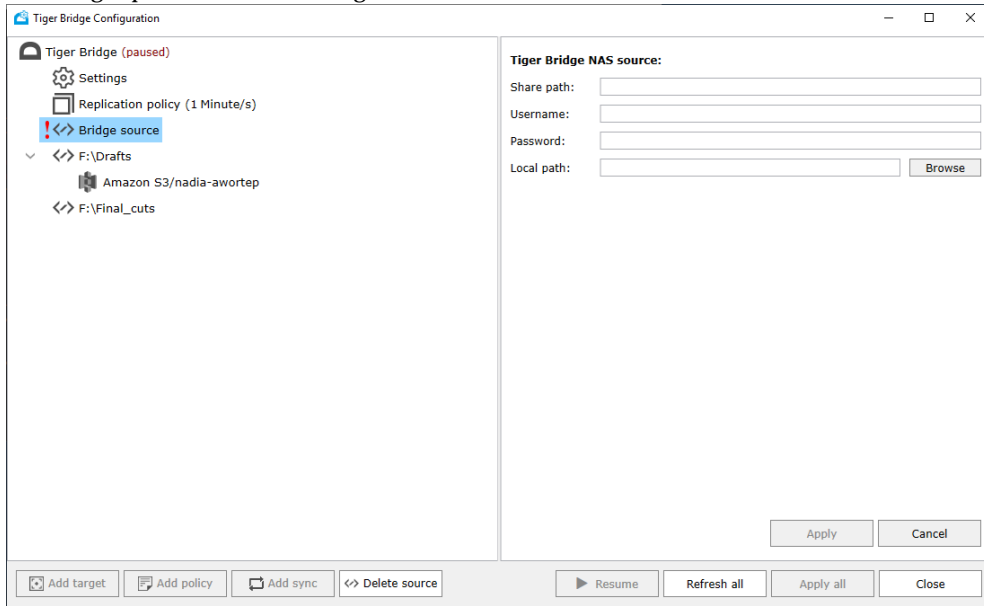 Tiger Bridge Configuration
Tiger Bridge (paused)
Settings
Replication policy (1 Minute/s)
! Bridge source
F:\Drafts
Amazon S3/nadia-awortep
F:\Final_cuts
Tiger Bridge NAS source:
Share path:
Username:
Password:
Local path:
Browse
Apply Cancel
Add target Add policy Add sync Delete source Resume Refresh all Apply all Close